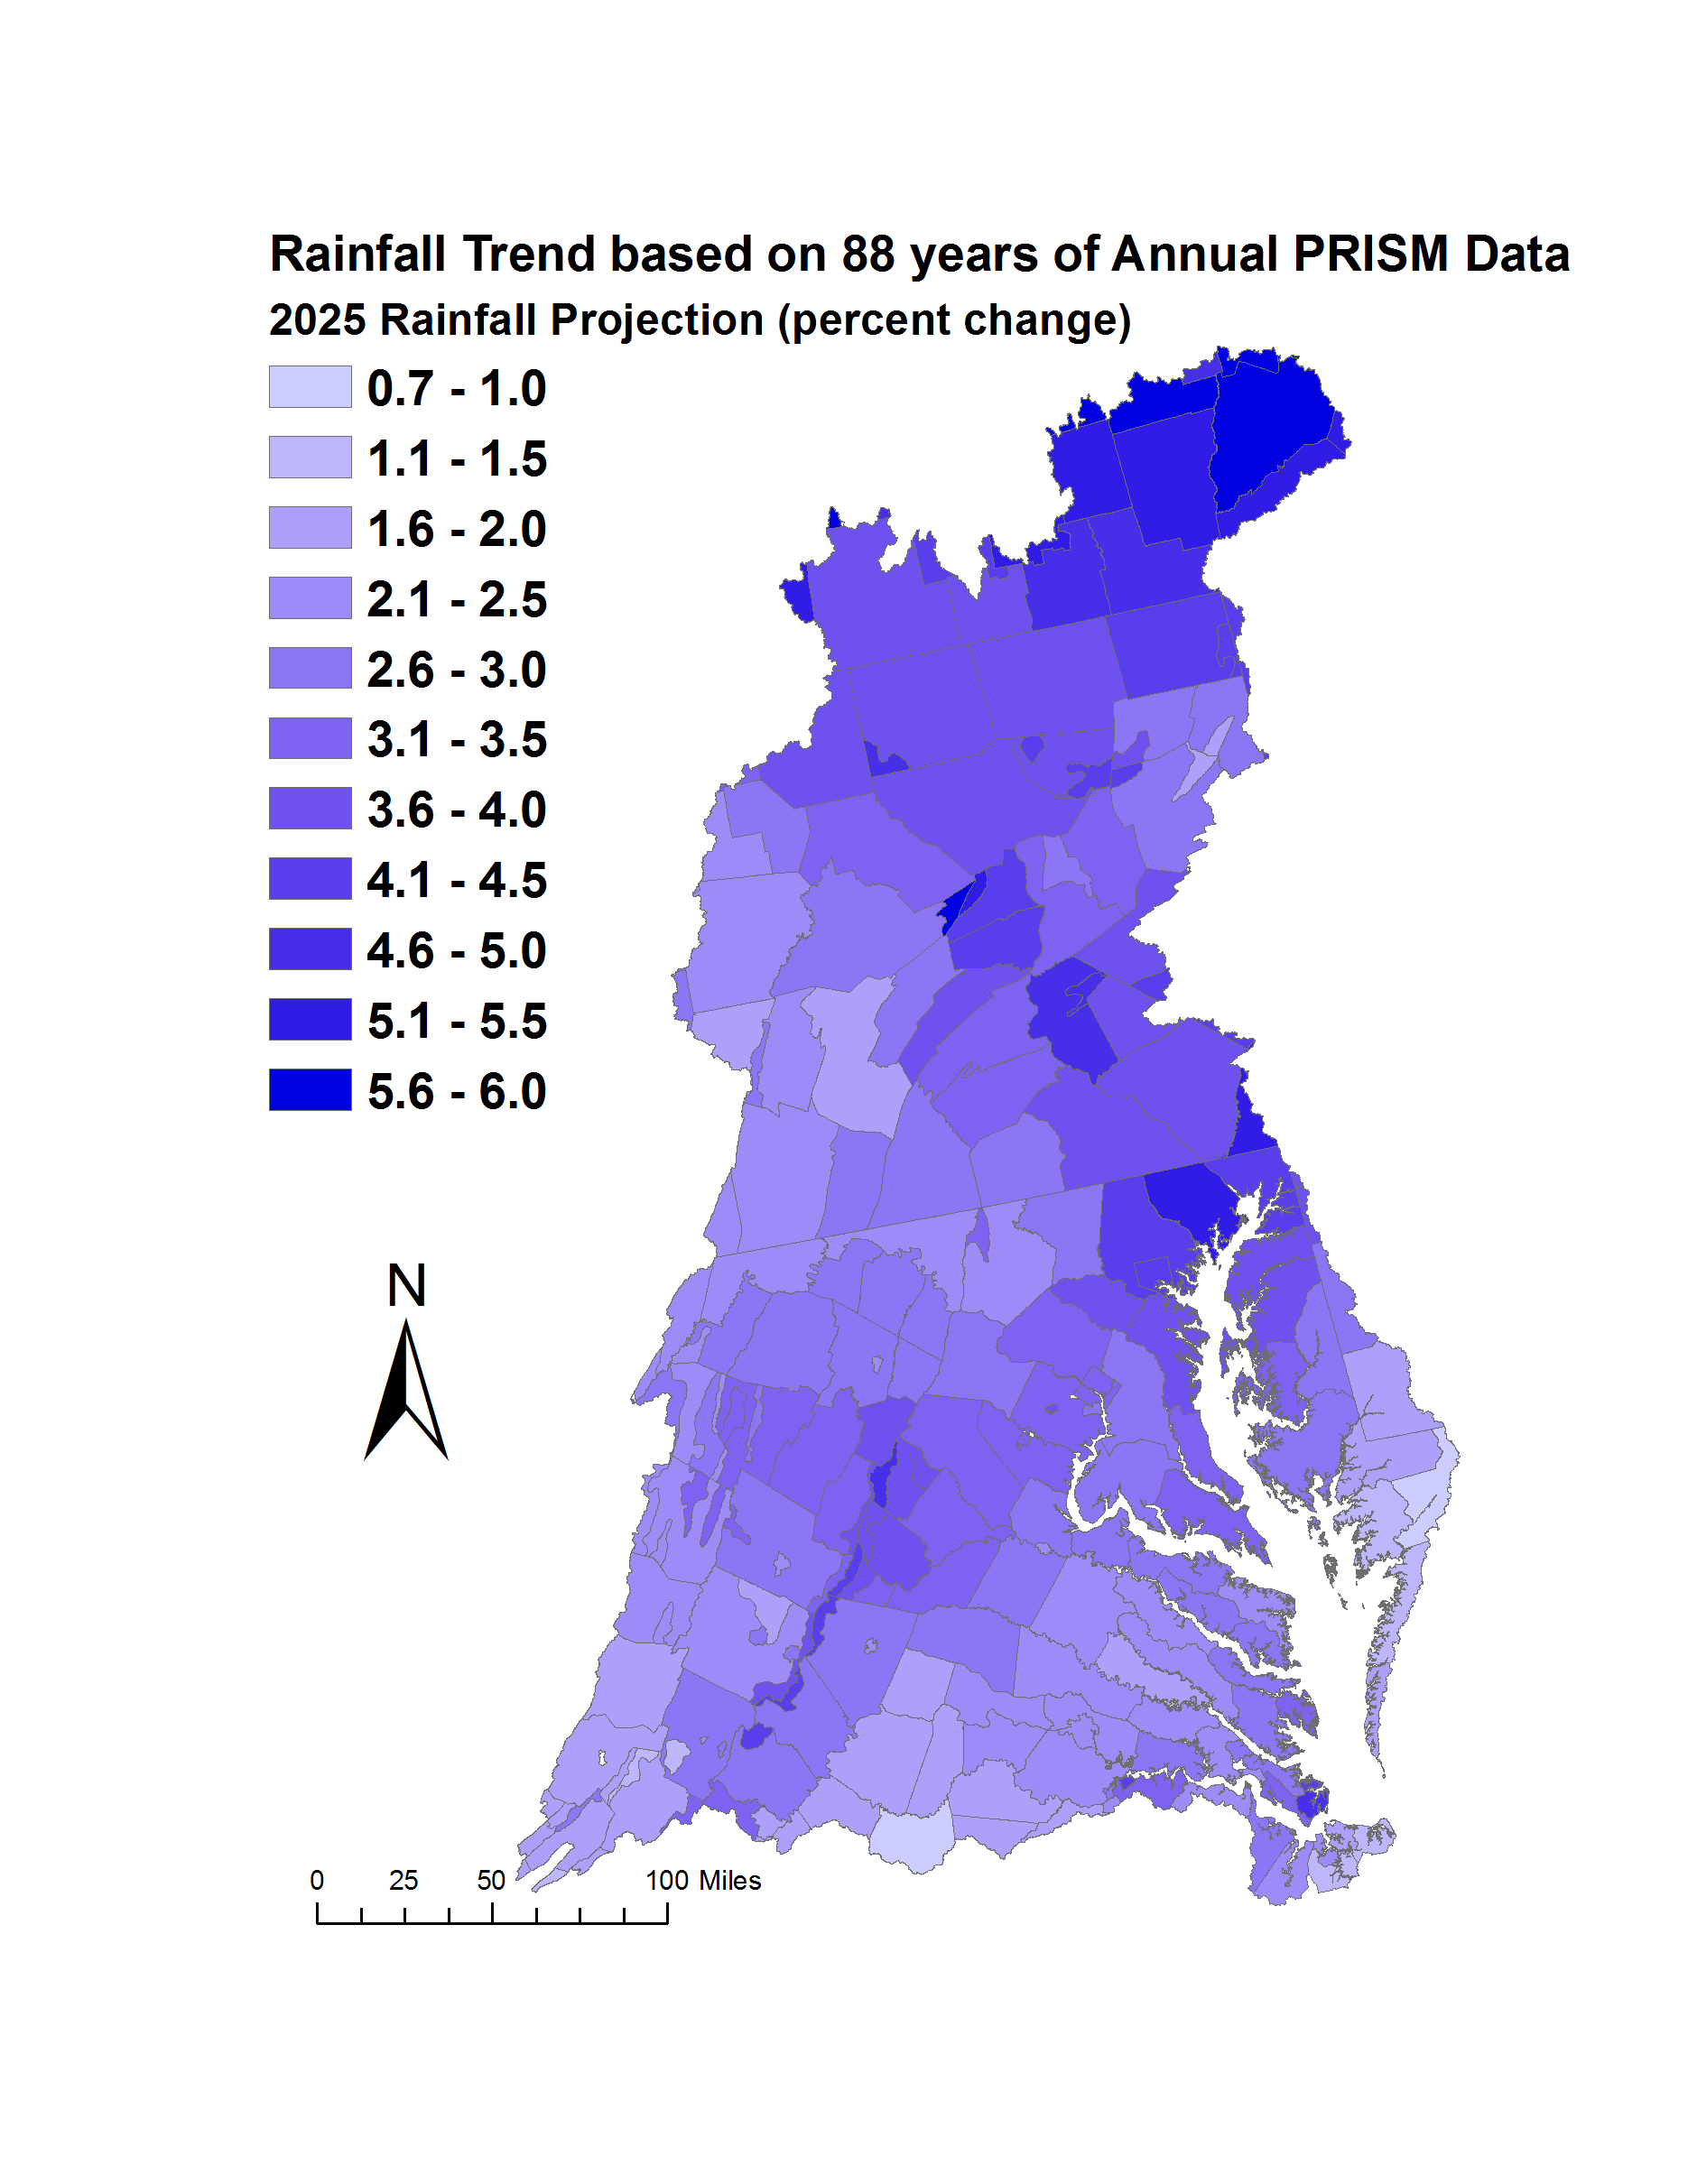 Rainfall Trend based on 88 years of Annual PRISM Data
2025 Rainfall Projection (percent change)
0.7 - 1.0
1.1 - 1.5
1.6 - 2.0
2.1 - 2.5
2.6 - 3.0
3.1 - 3.5
3.6 - 4.0
4.1 - 4.5
4.6 - 5.0
5.1 - 5.5
5.6 - 6.0
N
0 25 50 100 Miles